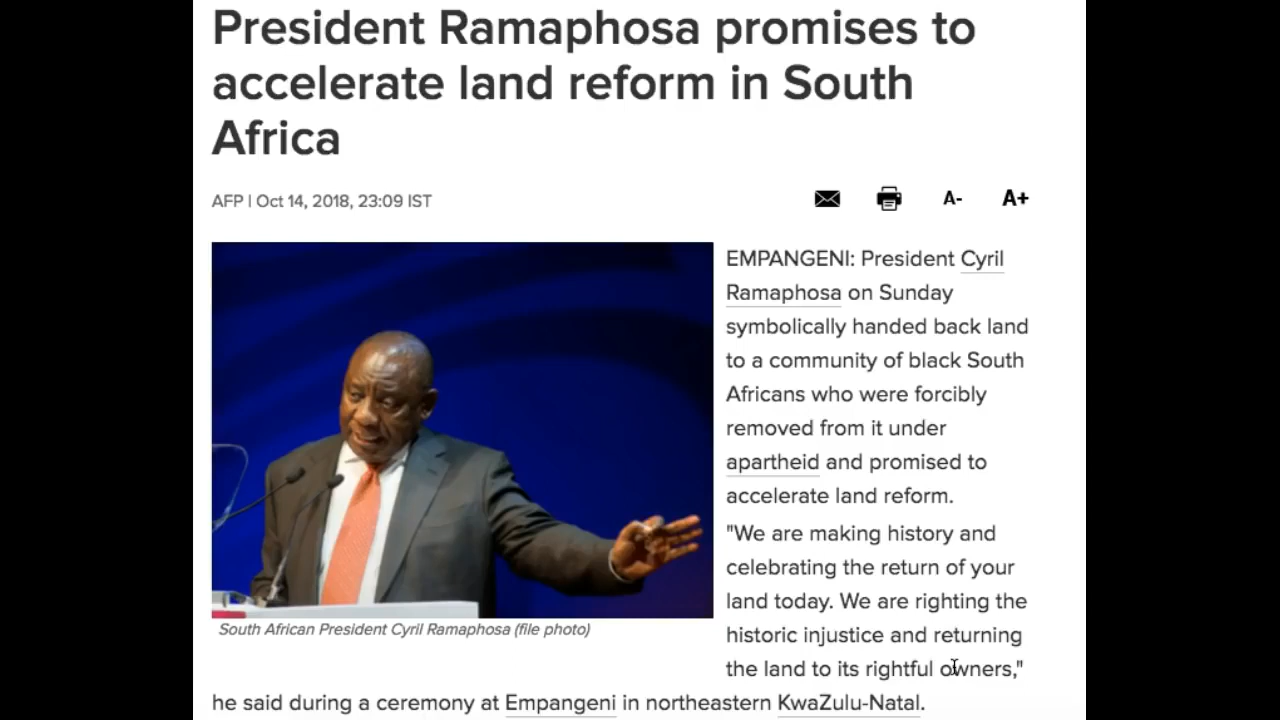 President Ramaphosa promises to
accelerate land reform in South
Africa
AFP | Oct 14, 2018, 23:09 IST
A-
A+
EMPANGENI: President Cyril
Ramaphosa on Sunday
symbolically handed back land
to a community of black South
Africans who were forcibly
removed from it under
apartheid and promised to
accelerate land reform.
"We are making history and
celebrating the return of your
land today. We are righting the
historic injustice and returning
the land to its rightful owners,"
South African President Cyril Ramaphosa (file photo)
he said during a ceremony at Empangeni in northeastern KwaZulu-Natal.